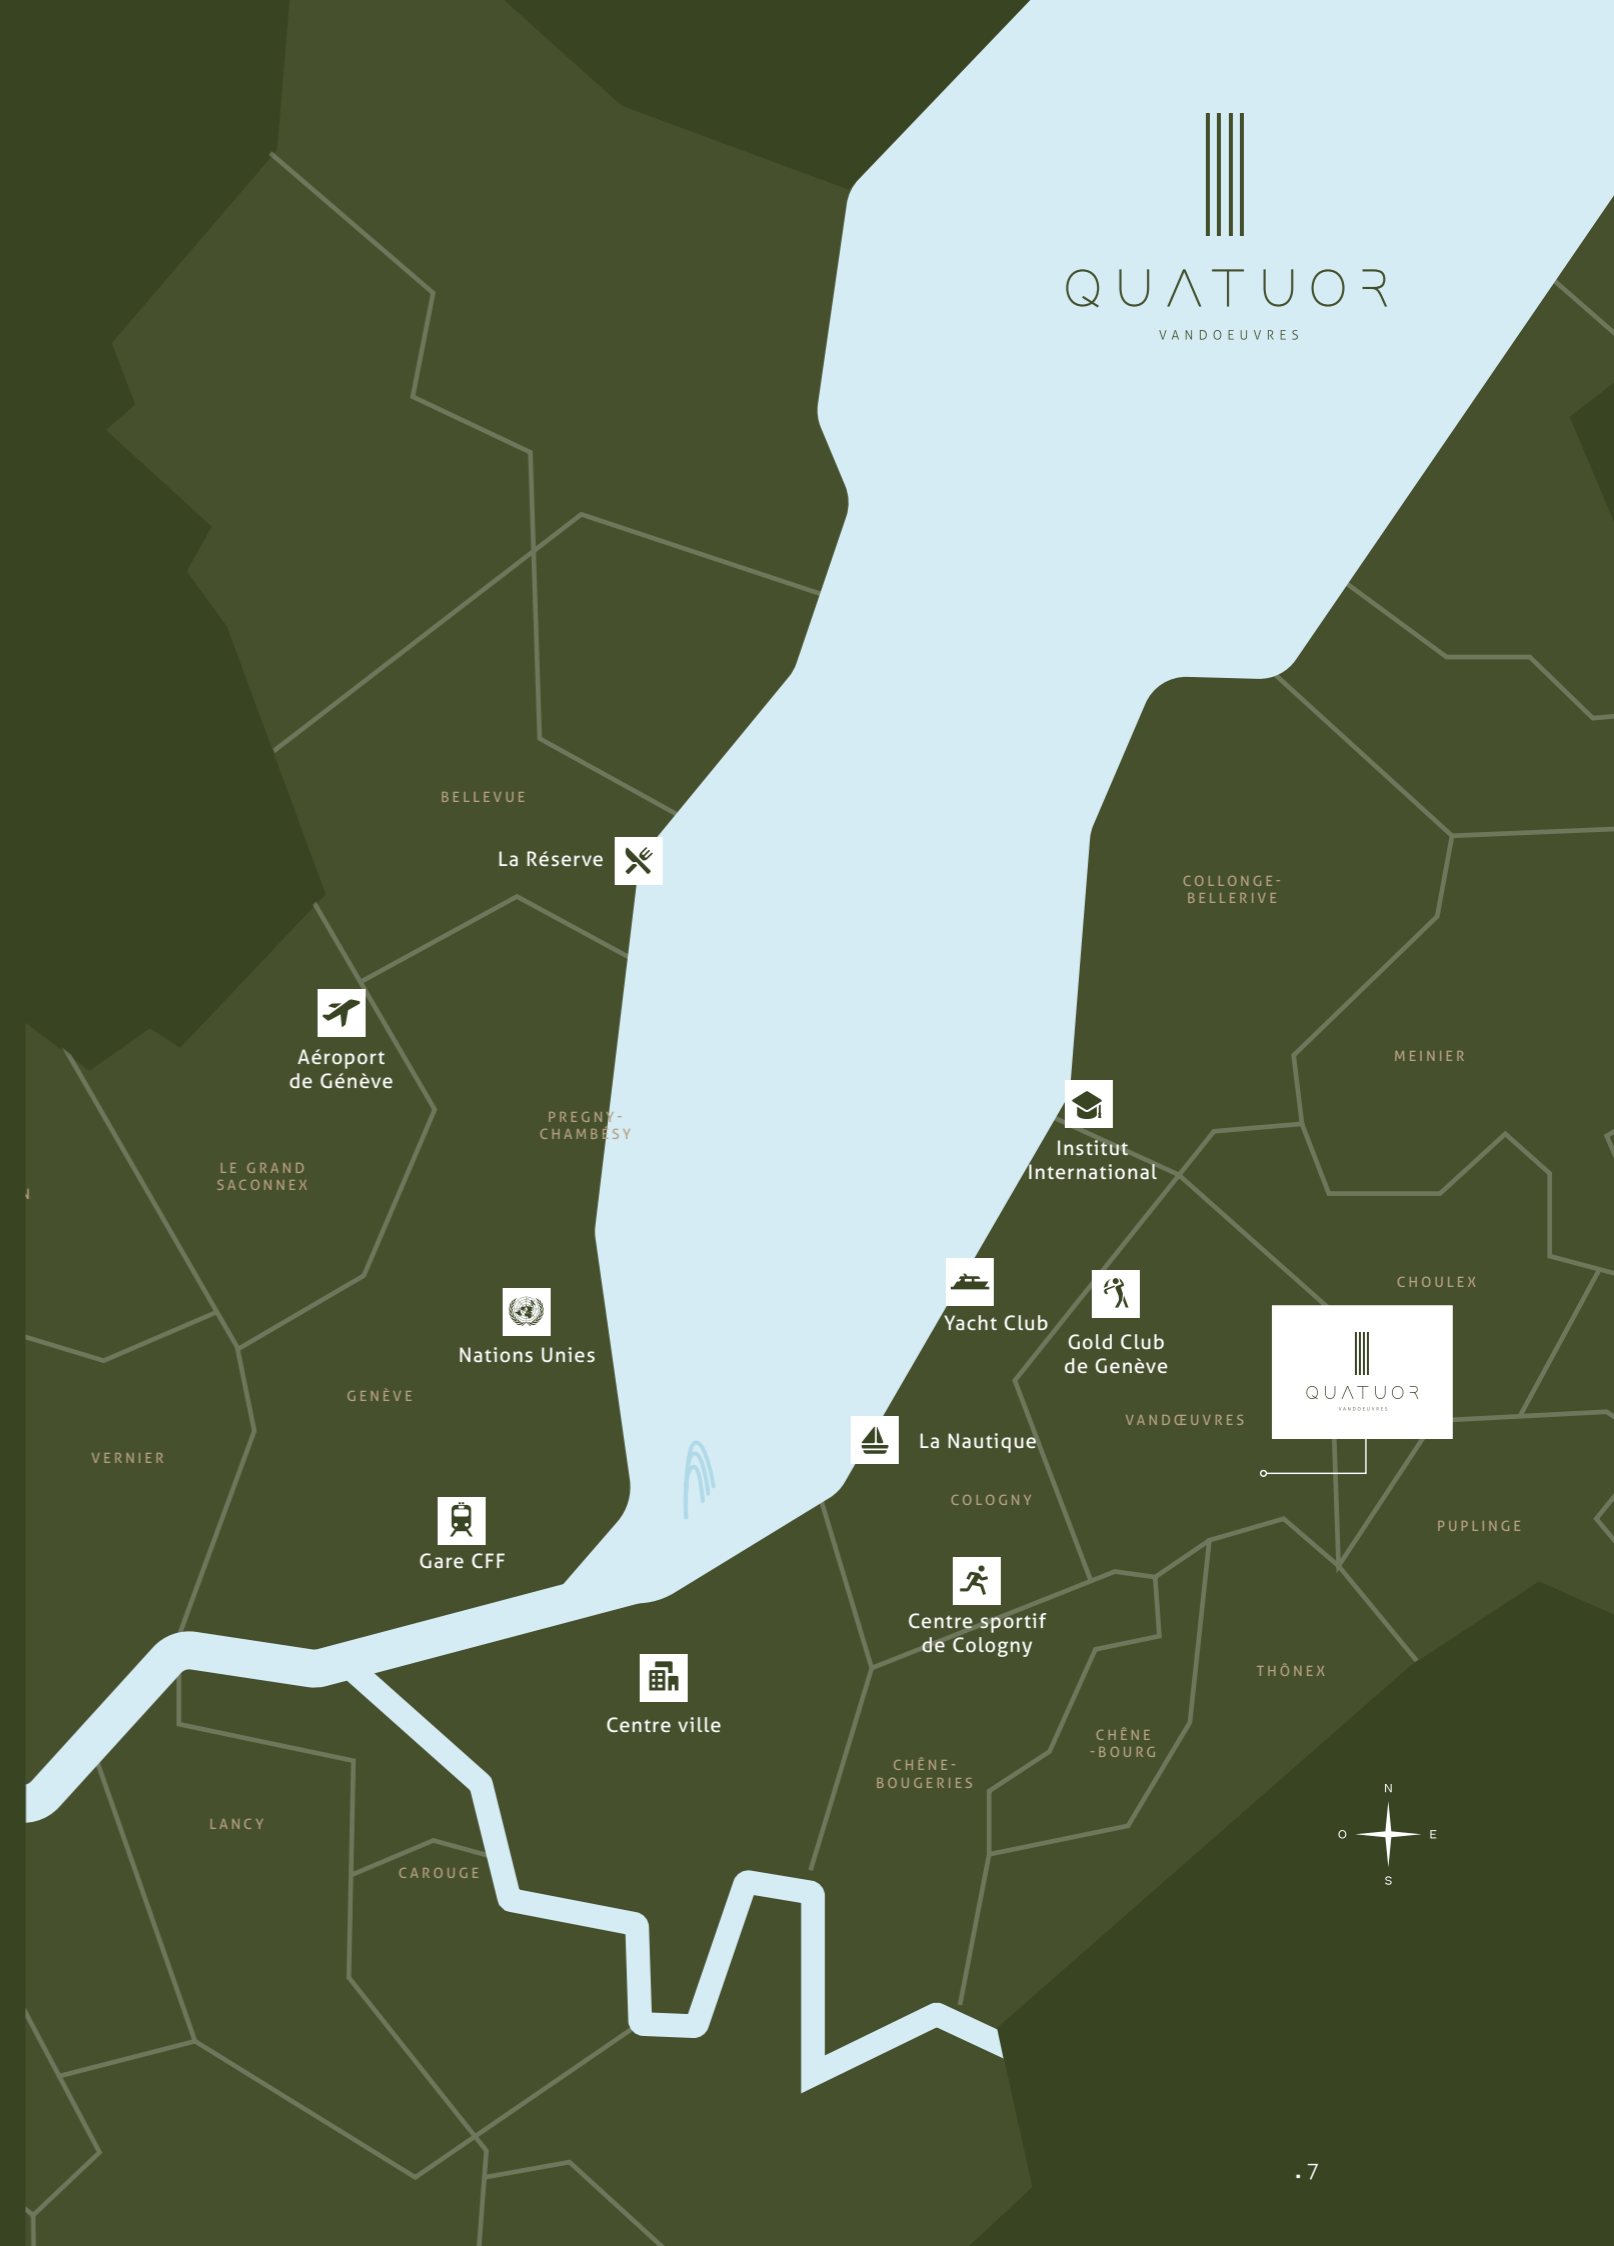 QUATUOR
VANDOEUVRES
BELLEVUE
La Réserve
COLLONGE-
BELLERIVE
Aéroport
de Génève
MEINIER
PREGNY-
CHAMBÉSY
Institut
International
LE GRAND
SACONNEX
N
Nations Unies
Yacht Club
Gold Club
de Genève
CHOULEX
QUATUOR
VANDOEUVRES
GENÈVE
VANDŒUVRES
VERNIER
La Nautique
COLOGNY
PUPLINGE
Gare CFF
Centre sportif
de Cologny
THÔNEX
Centre ville
CHÊNE
-BOURG
CHÊNE-
BOUGERIES
LANCY
CAROUGE
N
O E
S
.7